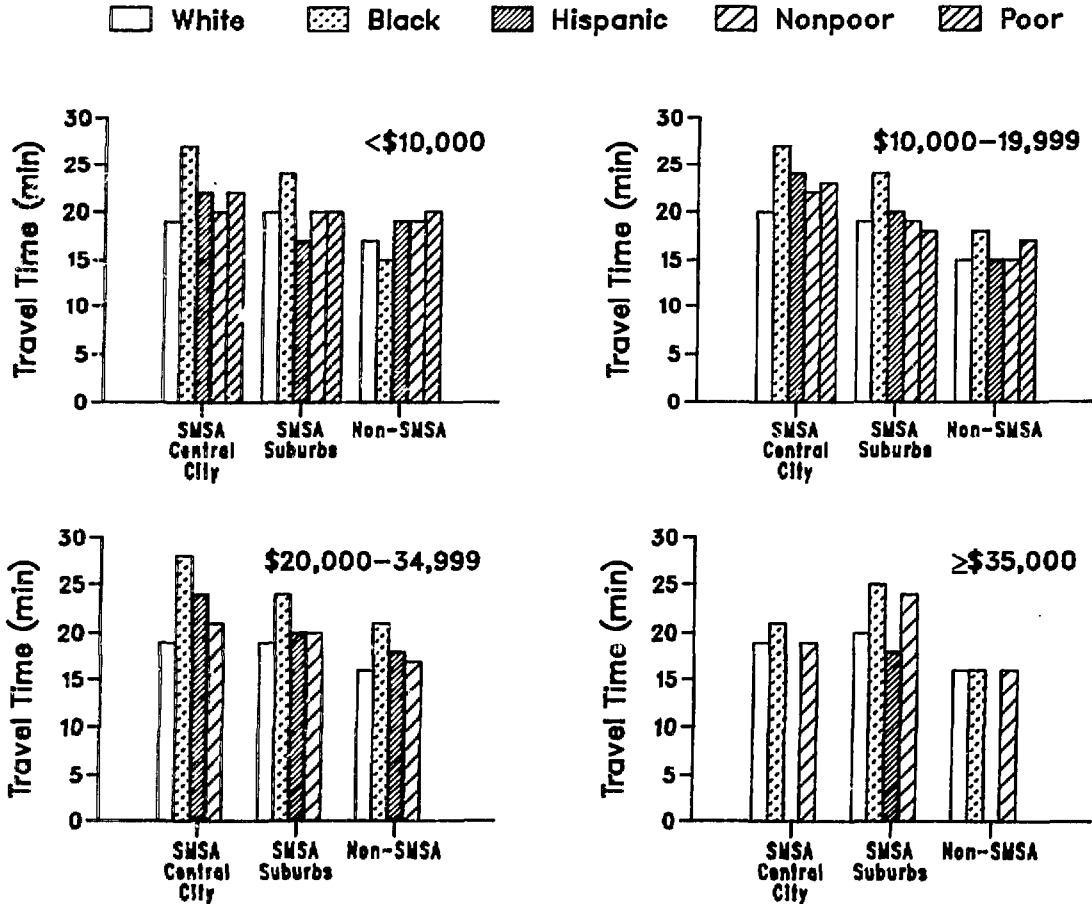 White Black Hispanic Nonpoor Poor
<$10,000
Travel Time (min)
30
25
20
15
10
5
0
SMSA Central City
SMSA Suburbs
Non-SMSA
$10,000-19,999
Travel Time (min)
30
25
20
15
10
5
0
SMSA Central City
SMSA Suburbs
Non-SMSA
$20,000-34,999
Travel Time (min)
30
25
20
15
10
5
0
SMSA Central City
SMSA Suburbs
Non-SMSA
≥$35,000
Travel Time (min)
30
25
20
15
10
5
0
SMSA Central City
SMSA Suburbs
Non-SMSA